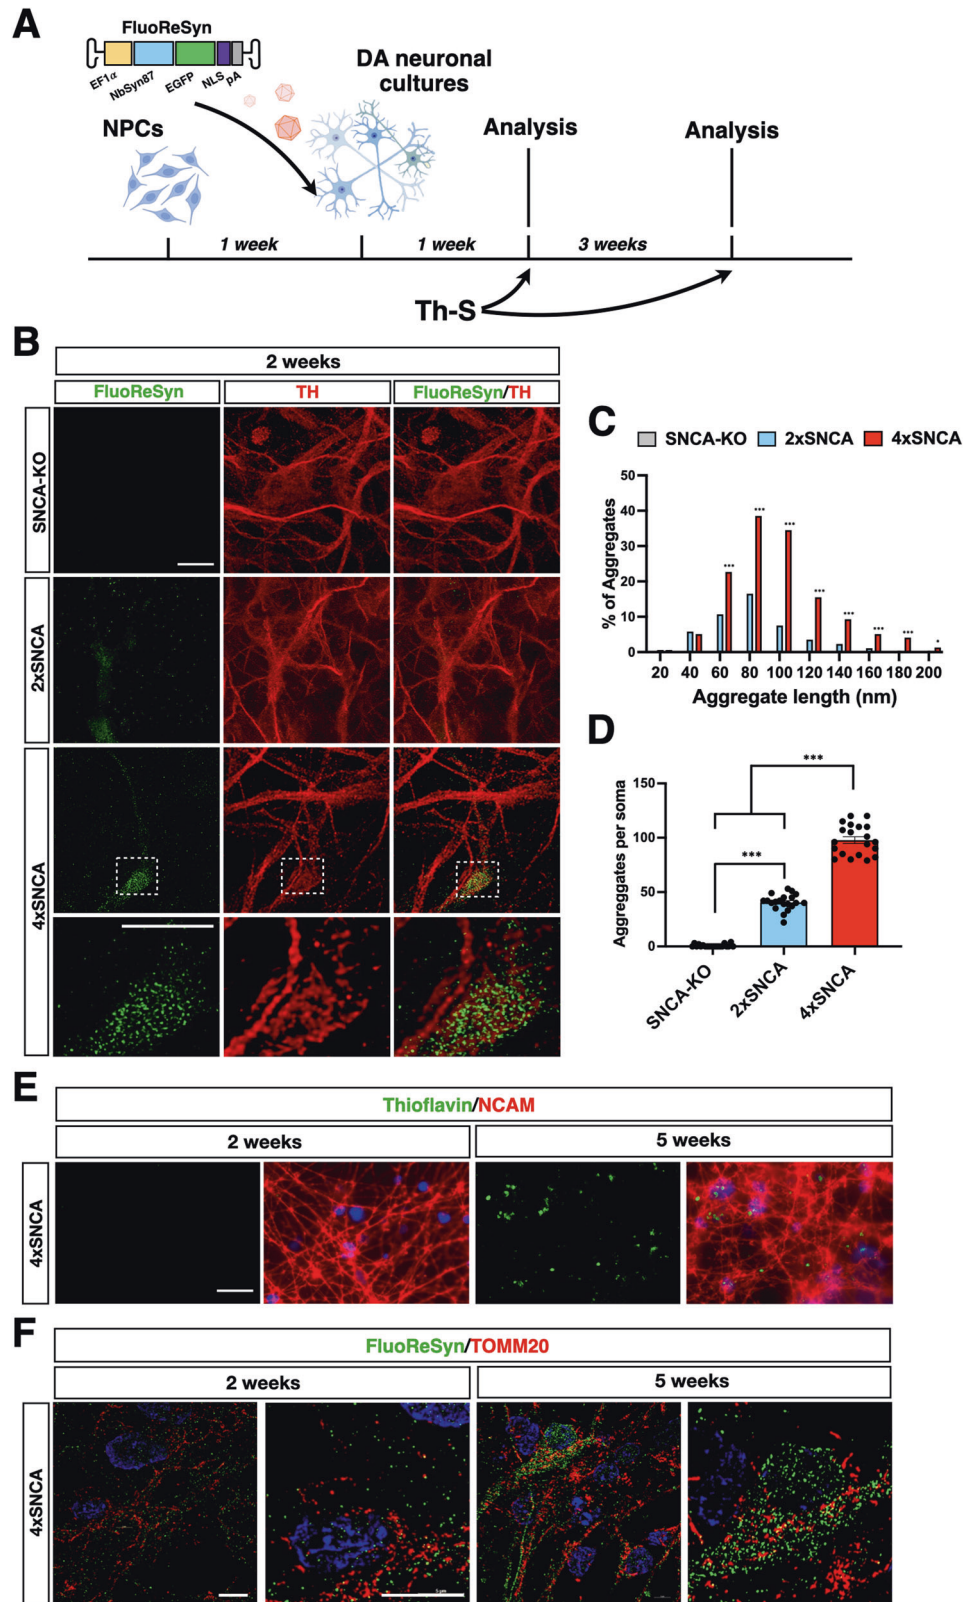 A
FluoReSyn
EF1α NbSyn87 EGFP NLS pA
NPCs
DA neuronal
cultures
Analysis
Analysis
1 week
1 week
3 weeks
Th-S
B
2 weeks
FluoReSyn TH FluoReSyn/TH
SNCA-KO
2xSNCA
4xSNCA
C
SNCA-KO 2xSNCA 4xSNCA
% of Aggregates
50
40
30
20
10
0
*** *** *** *** *** *** *** *
20 40 60 80 100 120 140 160 180 200
Aggregate length (nm)
D
Aggreggates per soma
150
100
50
0
***
***
SNCA-KO
2xSNCA
4xSNCA
E
Thioflavin/NCAM
2 weeks 5 weeks
4xSNCA
F
FluoReSyn/TOMM20
2 weeks 5 weeks
4xSNCA